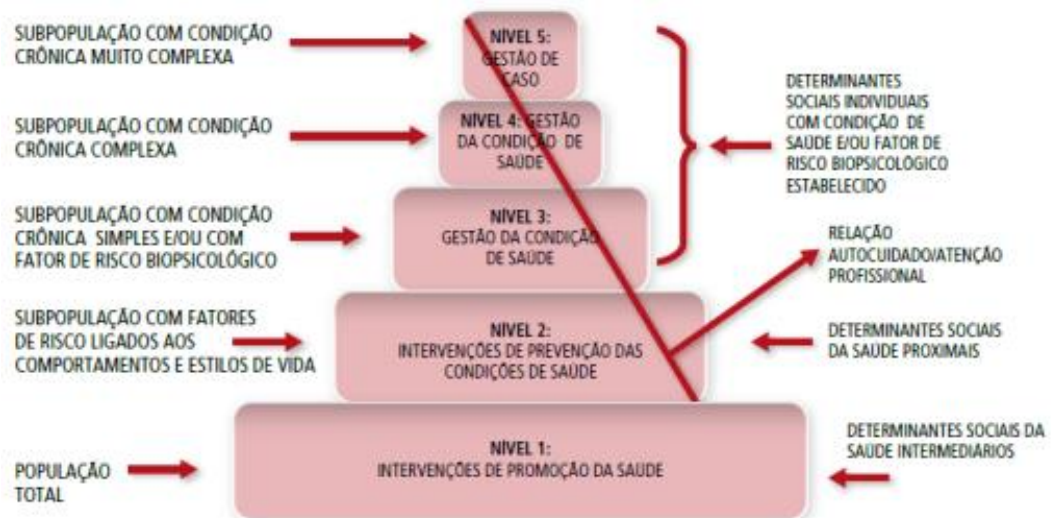 SUBPOPULAÇÃO COM CONDIÇÃO
CRÔNICA MUITO COMPLEXA
SUBPOPULAÇÃO COM CONDIÇÃO
CRÔNICA COMPLEXA
SUBPOPULAÇÃO COM CONDIÇÃO
CRÔNICA SIMPLES E/OU COM
FATOR DE RISCO BIOPSICOLÓGICO
SUBPOPULAÇÃO COM FATORES
DE RISCO LIGADOS AOS
COMPORTAMENTOS E ESTILOS DE VIDA
POPULAÇÃO
TOTAL
NÍVEL 5:
GESTÃO DE
CASO
NÍVEL 4: GESTÃO
DA CONDIÇÃO DE
SAÚDE
NÍVEL 3:
GESTÃO DA CONDIÇÃO
DE SAÚDE
NÍVEL 2:
INTERVENÇÕES DE PREVENÇÃO DAS
CONDIÇÕES DE SAÚDE
NÍVEL 1:
INTERVENÇÕES DE PROMOÇÃO DA SAÚDE
DETERMINANTES
SOCIAIS INDIVIDUAIS
COM CONDIÇÃO DE
SAÚDE E/OU FATOR DE
RISCO BIOPSICOLÓGICO
ESTABELECIDO
RELAÇÃO
AUTOCUIDADO/ATENÇÃO
PROFISSIONAL
DETERMINANTES SOCIAIS
DA SAÚDE PROXIMAIS
DETERMINANTES SOCIAIS DA
SAÚDE INTERMEDIÁRIOS